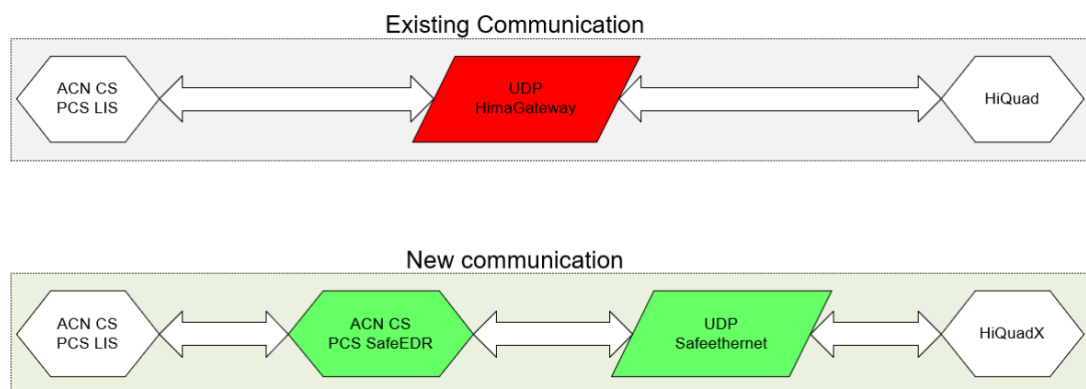 Existing Communication
ACN CS
PCS LIS
UDP
HimaGateway
HiQuad
New communication
ACN CS
PCS LIS
ACN CS
PCS SafeEDR
UDP
Safeethernet
HiQuadX